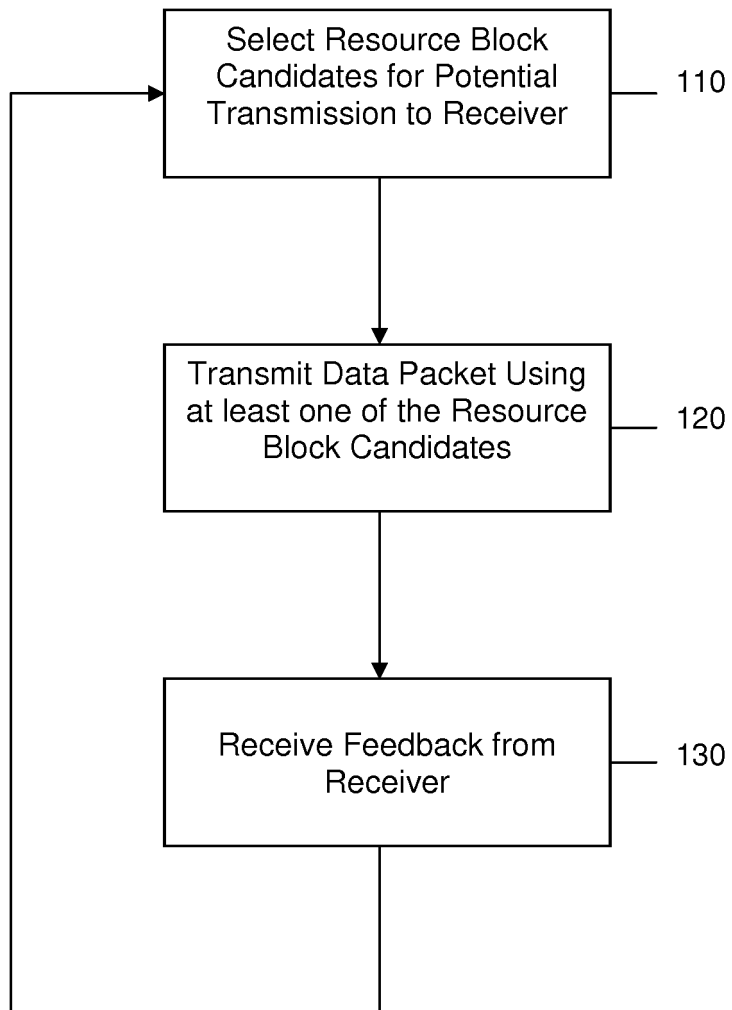 Select Resource Block
Candidates for Potential
Transmission to Receiver
110
Transmit Data Packet Using
at least one of the Resource
Block Candidates
120
Receive Feedback from
Receiver
130